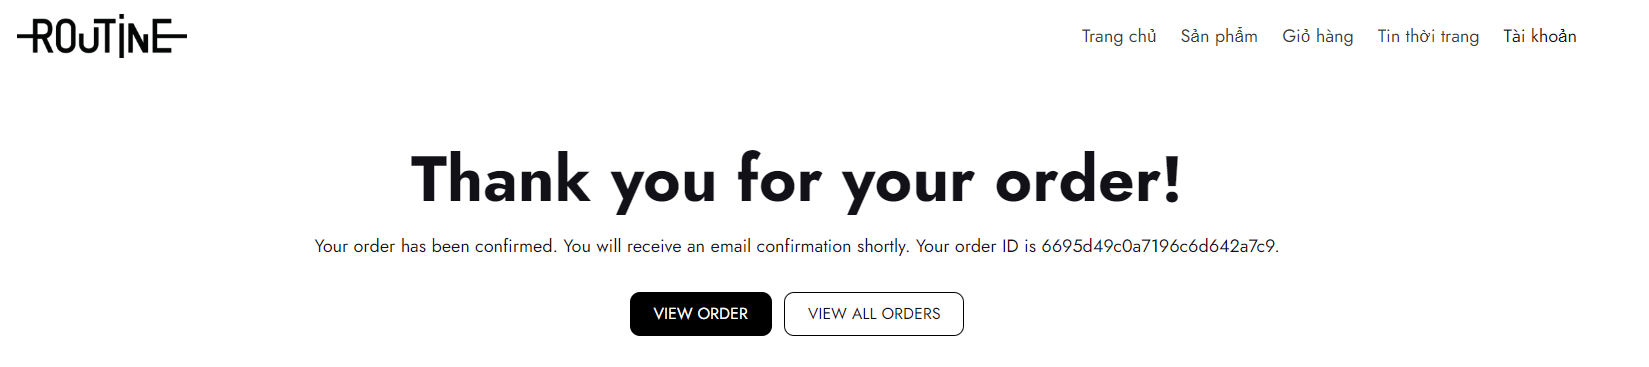 ROUTINE
Trang chủ Sản phẩm Giỏ hàng Tin thời trang Tài khoản
Thank you for your order!
Your order has been confirmed. You will receive an email confirmation shortly. Your order ID is 6695d49c0a7196c6d642a7c9.
VIEW ORDER VIEW ALL ORDERS